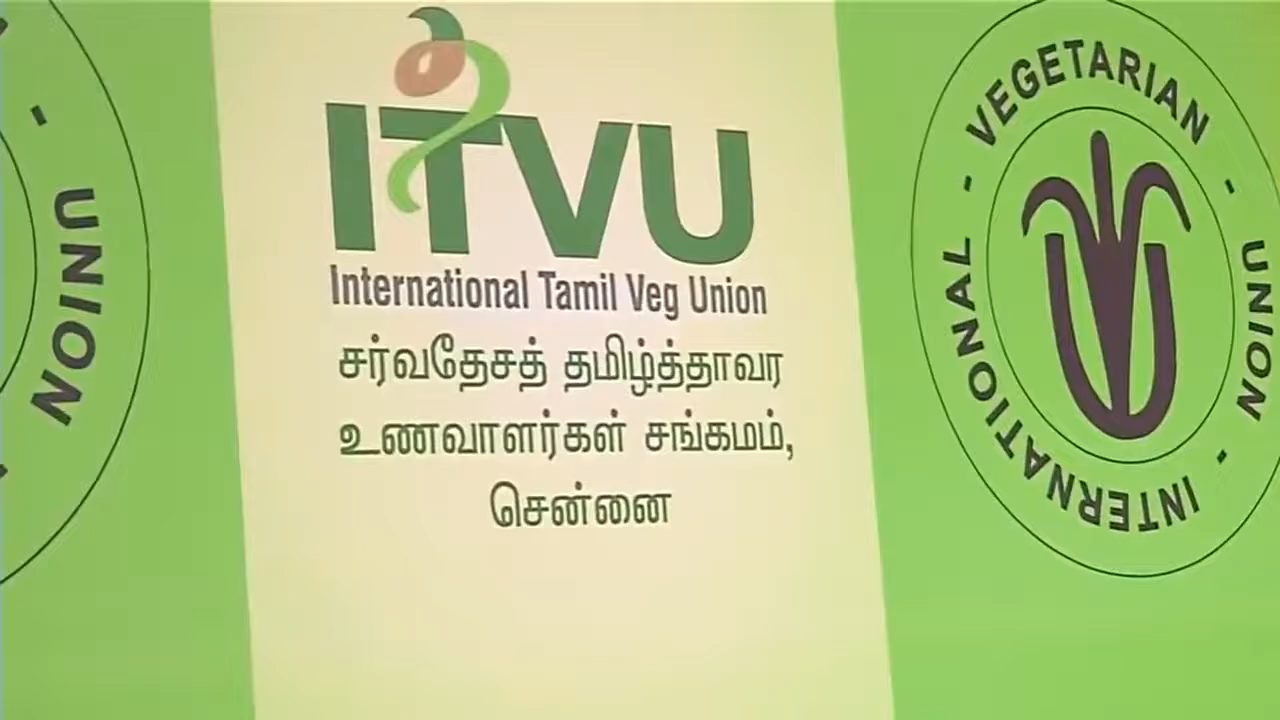 UNION -
ITVU
International Tamil Veg Union
சர்வதேசத் தமிழ்த்தாவர
உணவாளர்கள் சங்கமம்,
சென்னை
INTERNATIONAL - VEGETARIAN - UNION -